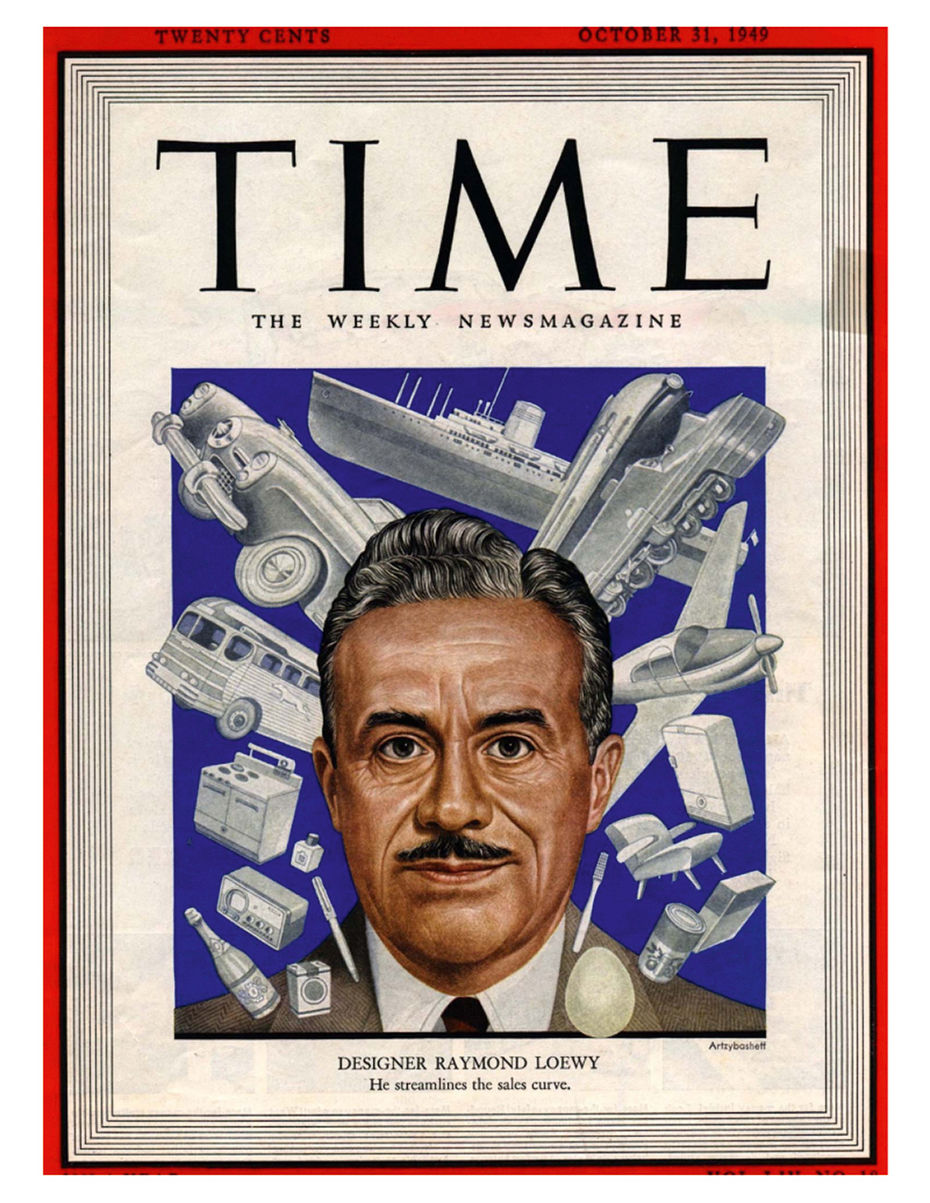 TWENTY CENTS OCTOBER 31, 1949
TIME
THE WEEKLY NEWSMAGAZINE
Artzybasheff
DESIGNER RAYMOND LOEWY
He streamlines the sales curve.